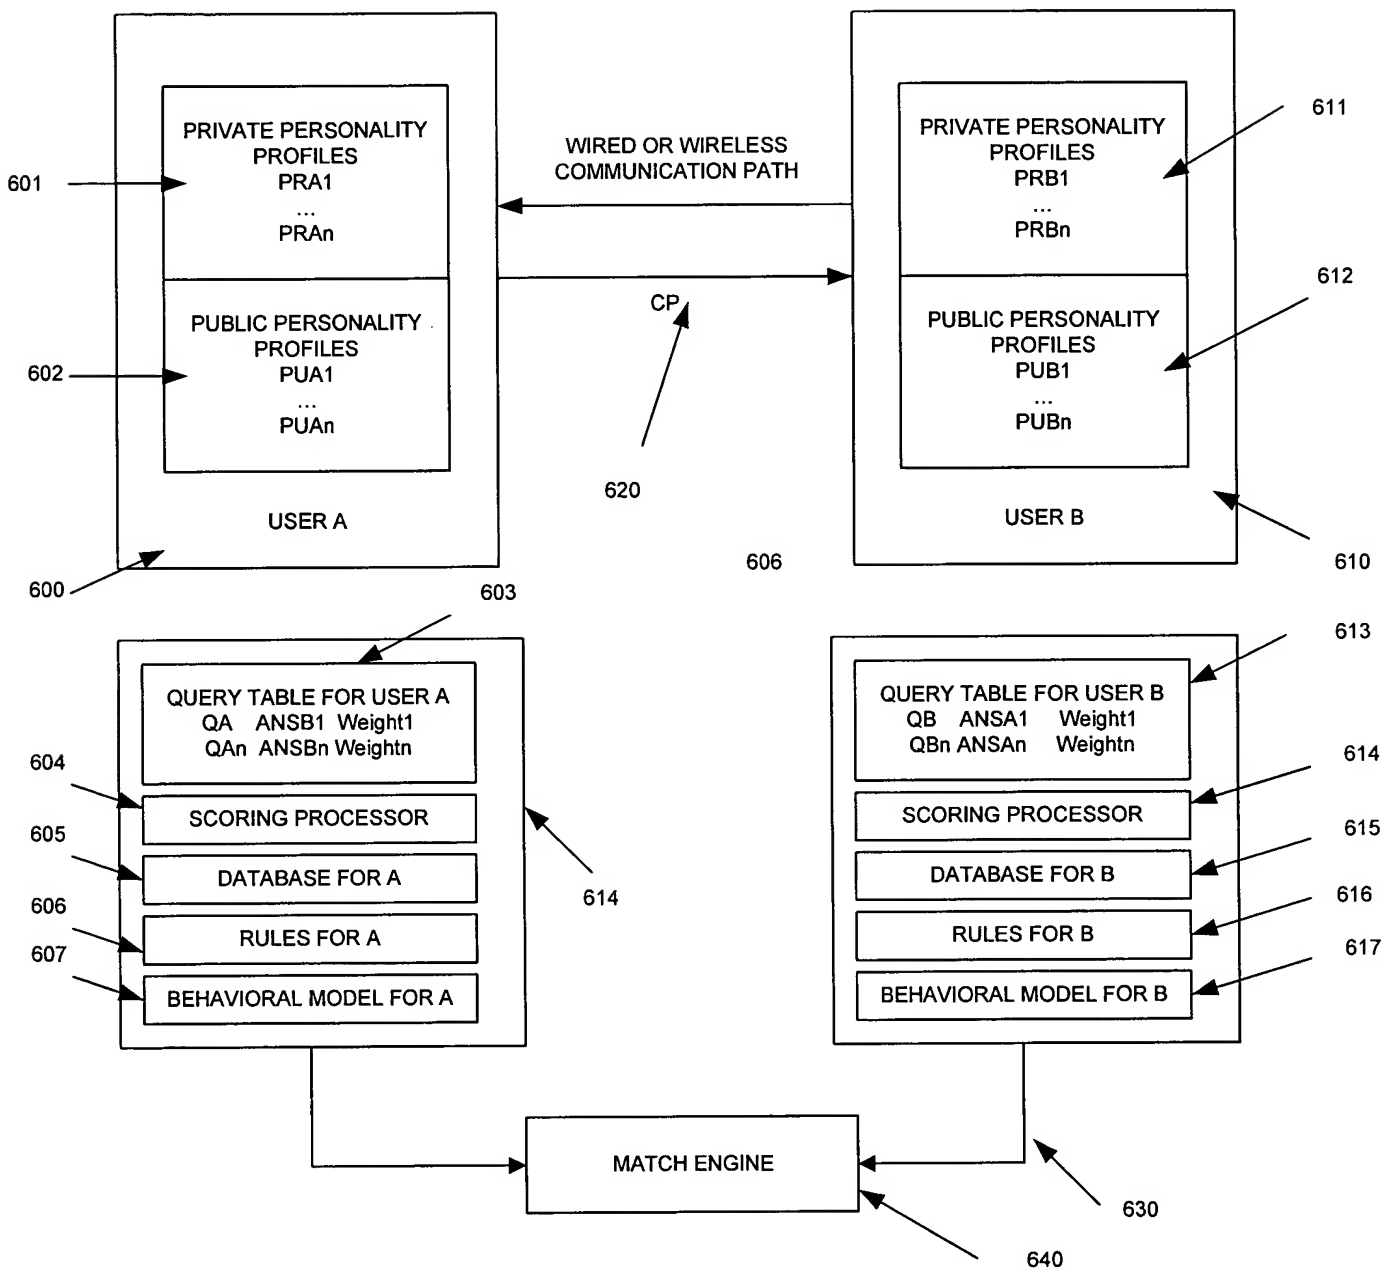 PRIVATE PERSONALITY
PROFILES
PRA1
...
PRAn
PUBLIC PERSONALITY
PROFILES
PUA1
...
PUAn
USER A
601
602
600
WIRED OR WIRELESS
COMMUNICATION PATH
CP
620
PRIVATE PERSONALITY
PROFILES
PRB1
...
PRBn
PUBLIC PERSONALITY
PROFILES
PUB1
...
PUBn
USER B
611
612
610
606
603
QUERY TABLE FOR USER A
QA ANSB1 Weight1
QAn ANSBn Weightn
604
SCORING PROCESSOR
605
DATABASE FOR A
606
RULES FOR A
607
BEHAVIORAL MODEL FOR A
614
613
QUERY TABLE FOR USER B
QB ANSA1 Weight1
QBn ANSAn Weightn
614
SCORING PROCESSOR
615
DATABASE FOR B
616
RULES FOR B
617
BEHAVIORAL MODEL FOR B
MATCH ENGINE
630
640